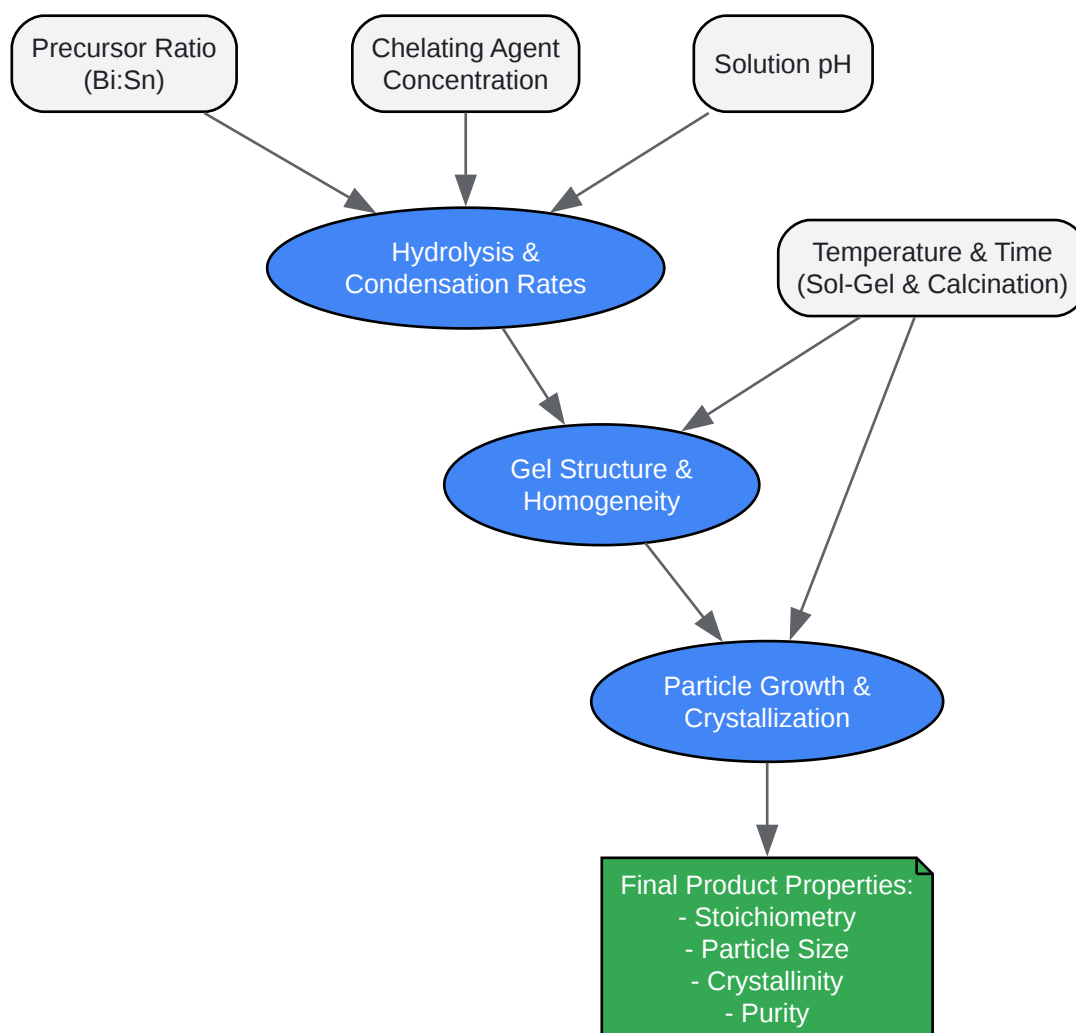 Precursor Ratio
(Bi:Sn)
Chelating Agent
Concentration
Solution pH
Hydrolysis &
Condensation Rates
Temperature & Time
(Sol-Gel & Calcination)
Gel Structure &
Homogeneity
Particle Growth &
Crystallization
Final Product Properties:
- Stoichiometry
- Particle Size
- Crystallinity
- Purity